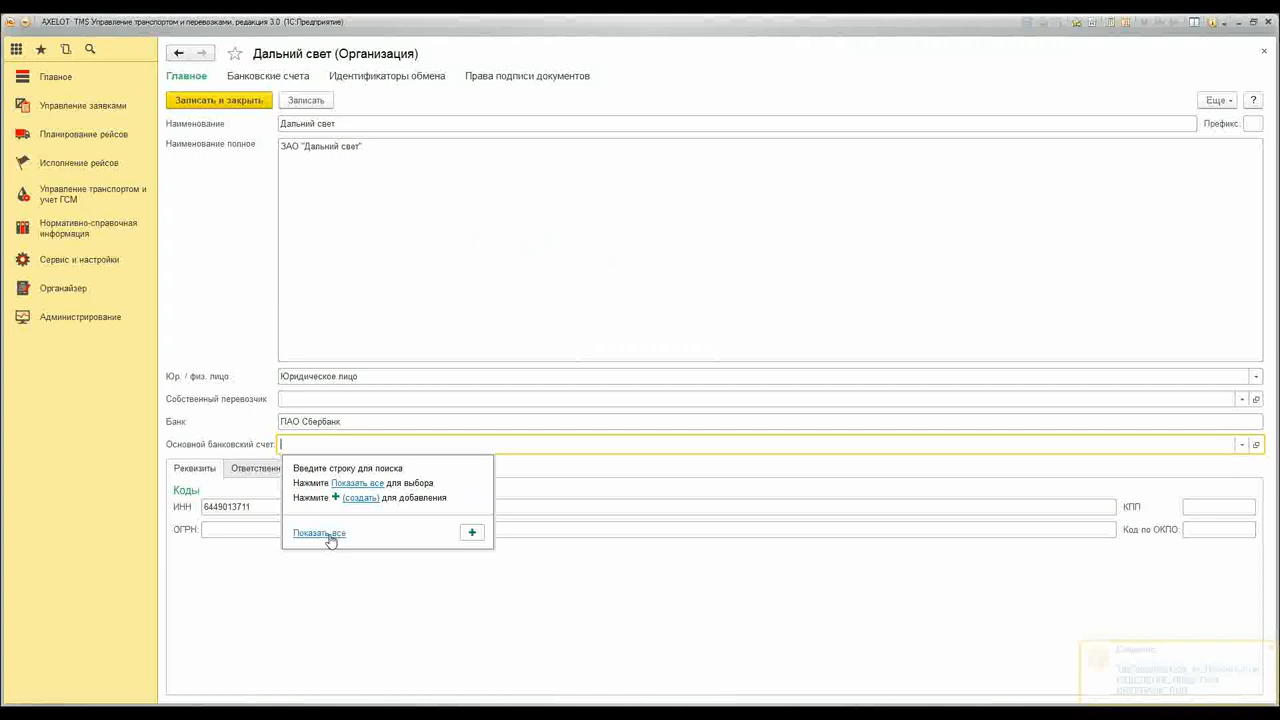 AXELOT TMS Управление транспортом и перевозками, редакция 3.0 (1С:Предприятие)
Дальний свет (Организация)
Главное Банковские счета Идентификаторы обмена Права подписи документов
Записать и закрыть Записать Еще ?
Главное
Управление заявками
Планирование рейсов
Исполнение рейсов
Управление транспортом и
учет ГСМ
Нормативно-справочная
информация
Сервис и настройки
Органайзер
Администрирование
Наименование Дальний свет Префикс:
Наименование полное ЗАО "Дальний свет"
Юр. / физ. лицо: Юридическое лицо
Собственный перевозчик
Банк: ПАО Сбербанк
Основной банковский счет:
Реквизиты Ответственн
Введите строку для поиска
Нажмите Показать все для выбора
Нажмите + (создать) для добавления
Показать все +
Коды
ИНН 6449013711 КПП
ОГРН: Код по ОКПО: